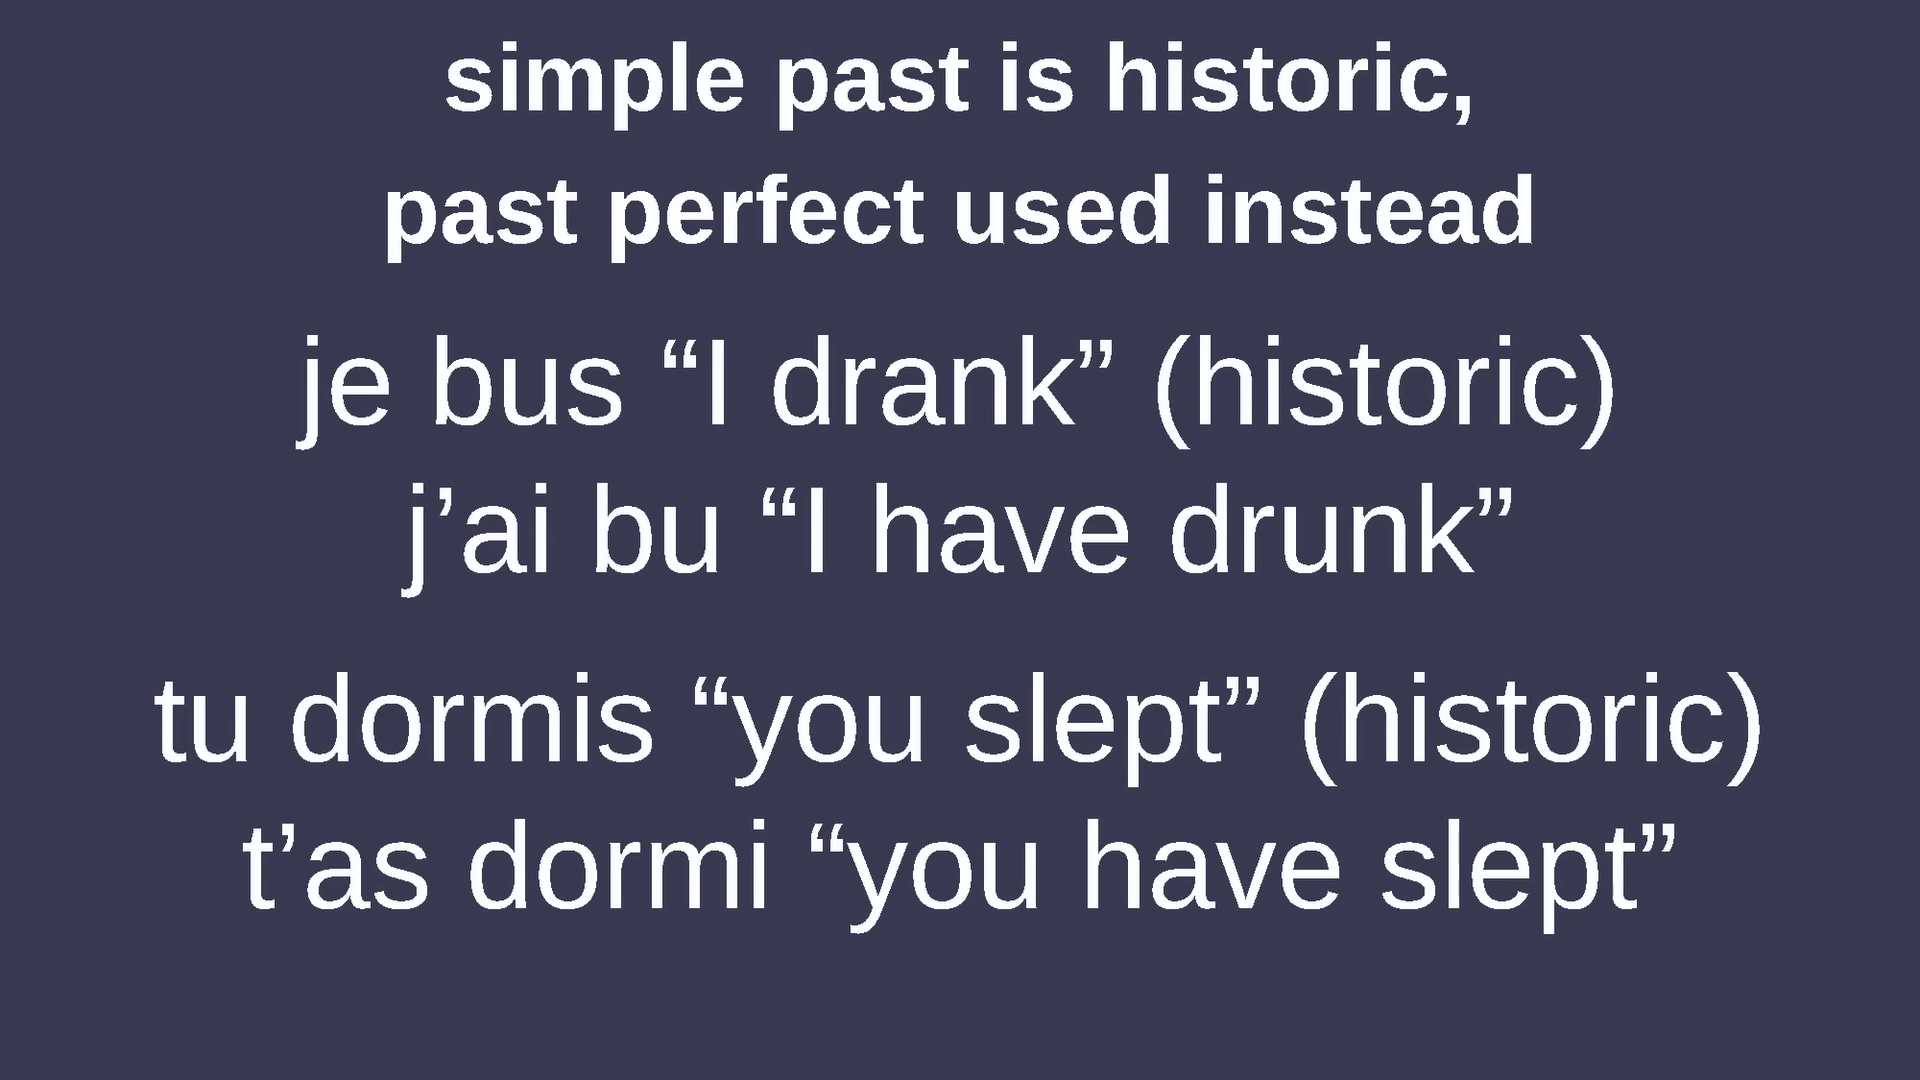 simple past is historic,
past perfect used instead
je bus “I drank” (historic)
j’ai bu “I have drunk”
tu dormis “you slept” (historic)
t’as dormi “you have slept”